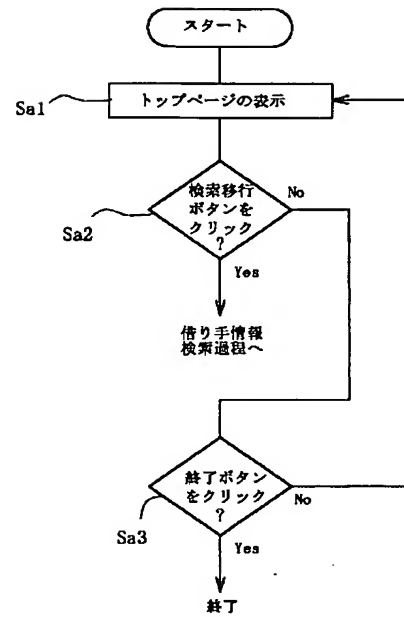 スタート
Sa1
トップページの表示
検索移行
ボタンを
クリック
?
No
Sa2
Yes
借り手情報
検索過程へ
終了ボタン
をクリック
?
No
Sa3
Yes
終了